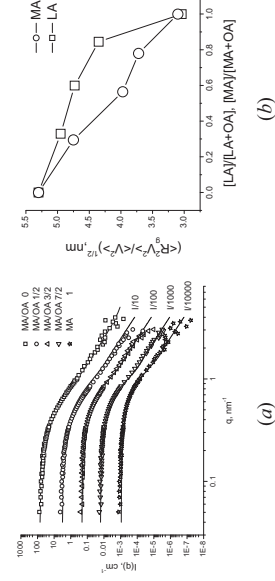 1000
100
10
1
0.1
0.01
1E-3
1E-4
1E-5
1E-6
1E-7
1E-8
I(q), cm⁻¹
MA/OA 0
MA/OA 1/2
MA/OA 3/2
MA/OA 7/2
MA 1
I/10
I/100
I/1000
I/10000
0.1
1
q, nm⁻¹
(a)
5.5
5.0
4.5
4.0
3.5
3.0
(<R_g²V²>/<V²>)^1/2, nm
MA
LA
0.0
0.2
0.4
0.6
0.8
1.0
[LA]/[LA+OA], [MA]/[MA+OA]
(b)